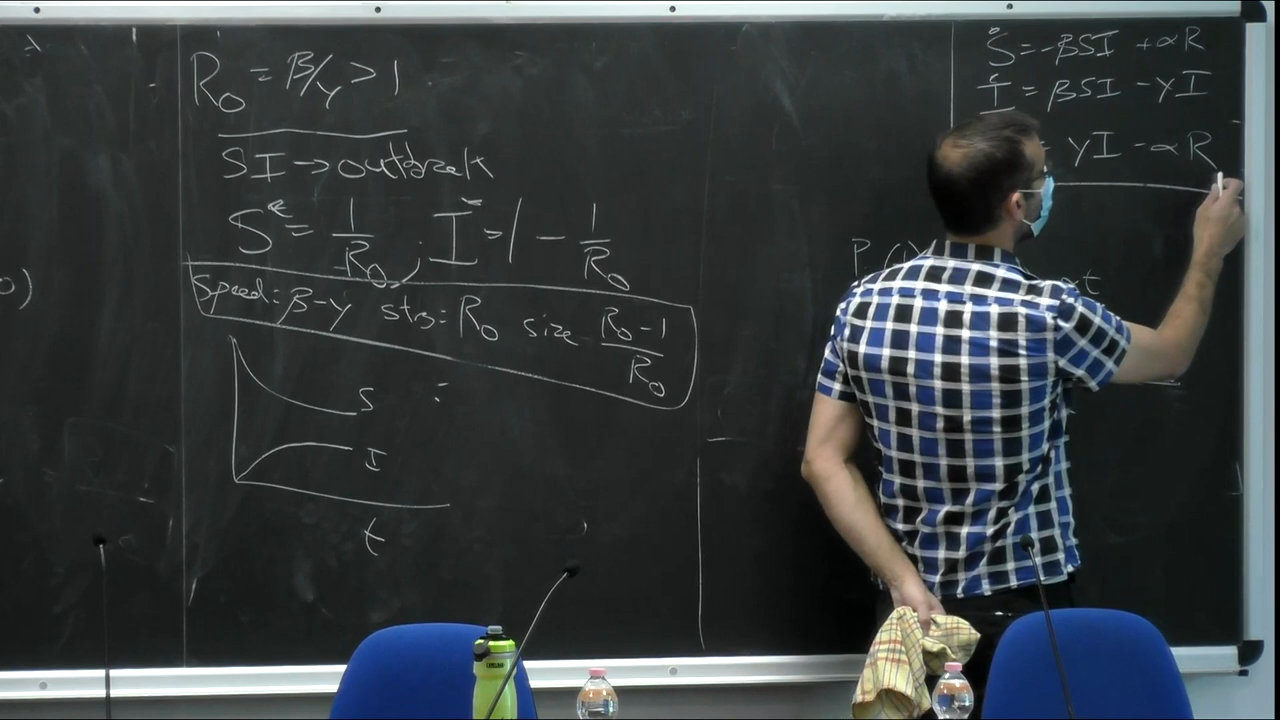 0)
R₀ = β/γ > 1
SI → outbreak
S* = 1/R₀ ; I* = 1 - 1/R₀
Speed: β-γ str: R₀ size R₀-1/R₀
S
I
t
Ṡ = -βSI + αR
İ = βSI - γI
= γI - αR
P
t